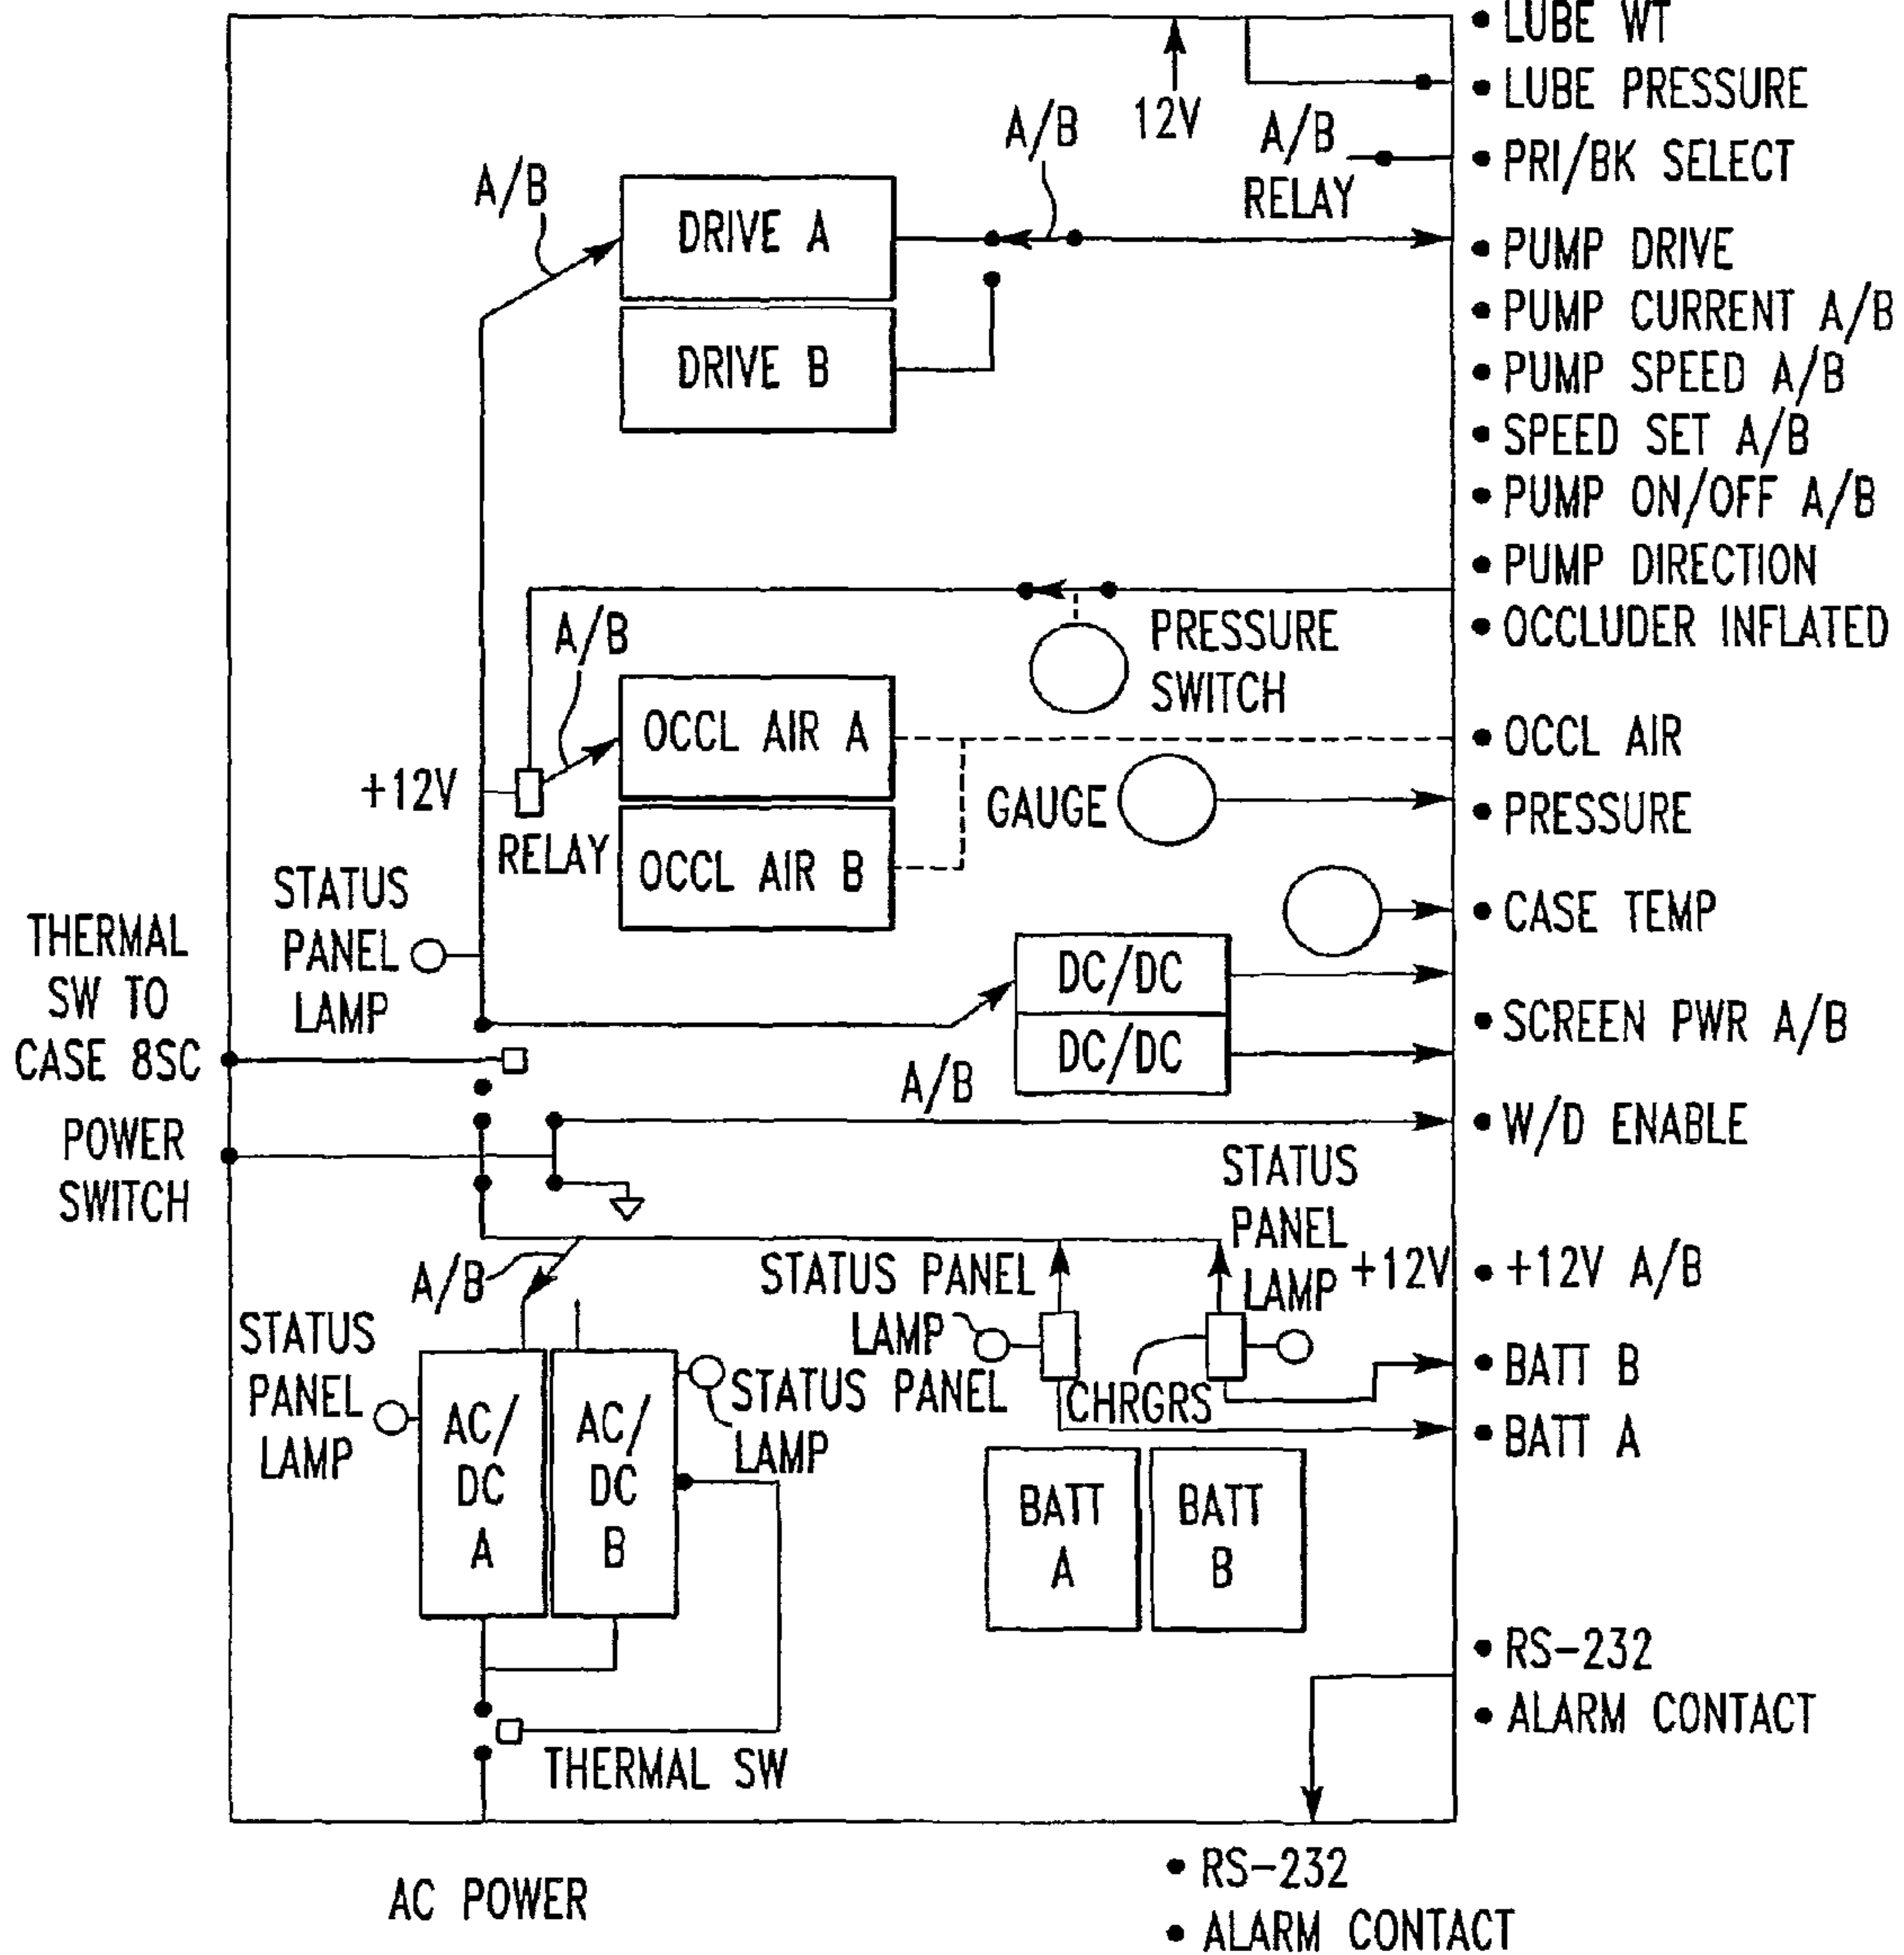 • LUBE WT
• LUBE PRESSURE
12V
A/B
A/B
RELAY
• PRI/BK SELECT
A/B
DRIVE A
• PUMP DRIVE
DRIVE B
• PUMP CURRENT A/B
• PUMP SPEED A/B
• SPEED SET A/B
• PUMP ON/OFF A/B
• PUMP DIRECTION
• OCCLUDER INFLATED
A/B
PRESSURE
SWITCH
OCCL AIR A
• OCCL AIR
+12V
RELAY
GAUGE
• PRESSURE
OCCL AIR B
STATUS
PANEL
LAMP
• CASE TEMP
THERMAL
SW TO
CASE 8SC
DC/DC
DC/DC
A/B
• SCREEN PWR A/B
POWER
SWITCH
• W/D ENABLE
STATUS
PANEL
LAMP
+12V
• +12V A/B
A/B
STATUS PANEL
LAMP
STATUS
PANEL
LAMP
AC/
DC
A
AC/
DC
B
STATUS PANEL
LAMP
CHRGRS
• BATT B
• BATT A
BATT
A
BATT
B
• RS-232
• ALARM CONTACT
THERMAL SW
AC POWER
• RS-232
• ALARM CONTACT